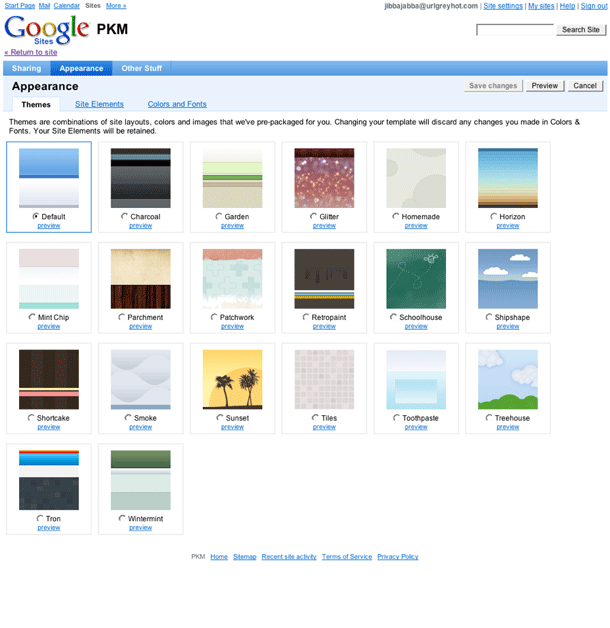 Start Page Mail Calendar Sites More »
jibbajabba@urlgreyhot.com | Site settings | My sites | Help | Sign out
Google Sites PKM
Search Site
« Return to site
Sharing Appearance Other Stuff
Appearance
Save changes Preview Cancel
Themes Site Elements Colors and Fonts
Themes are combinations of site layouts, colors and images that we've pre-packaged for you. Changing your template will discard any changes you made in Colors &
Fonts. Your Site Elements will be retained.
Default Charcoal Garden Glitter Homemade Horizon
preview preview preview preview preview preview
Mint Chip Parchment Patchwork Retropaint Schoolhouse Shipshape
preview preview preview preview preview preview
Shortcake Smoke Sunset Tiles Toothpaste Treehouse
preview preview preview preview preview preview
Tron Wintermint
preview preview
PKM Home Sitemap Recent site activity Terms of Service Privacy Policy